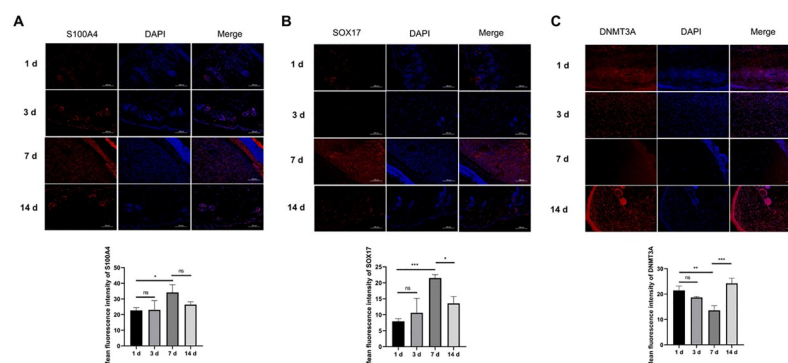 A
S100A4 DAPI Merge
1 d
3 d
7 d
14 d
Mean fluorescence intensity of S100A4
50
40
30
20
10
0
* ns
ns
1 d 3 d 7 d 14 d
B
SOX17 DAPI Merge
1 d
3 d
7 d
14 d
Mean fluorescence intensity of SOX17
25
20
15
10
5
0
*** *
ns
1 d 3 d 7 d 14 d
C
DNMT3A DAPI Merge
1 d
3 d
7 d
14 d
Mean fluorescence intensity of DNMT3A
30
20
10
0
** ***
ns
1 d 3 d 7 d 14 d